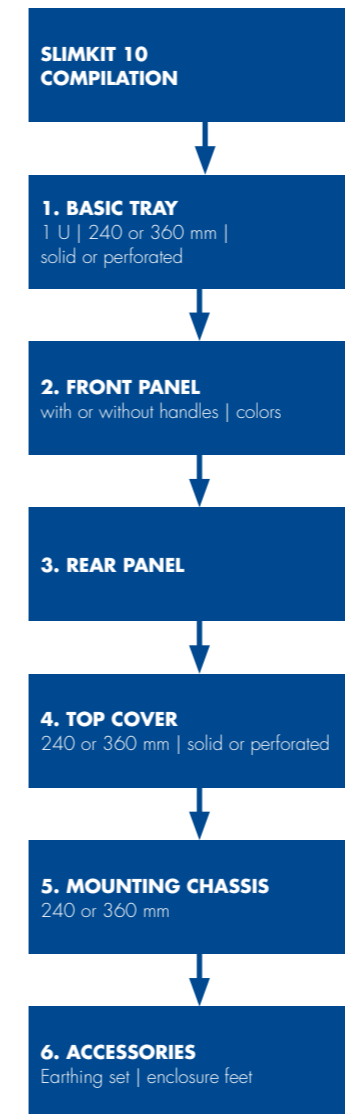 SLIMKIT 10
COMPILATION
1. BASIC TRAY
1 U | 240 or 360 mm |
solid or perforated
2. FRONT PANEL
with or without handles | colors
3. REAR PANEL
4. TOP COVER
240 or 360 mm | solid or perforated
5. MOUNTING CHASSIS
240 or 360 mm
6. ACCESSORIES
Earthing set | enclosure feet